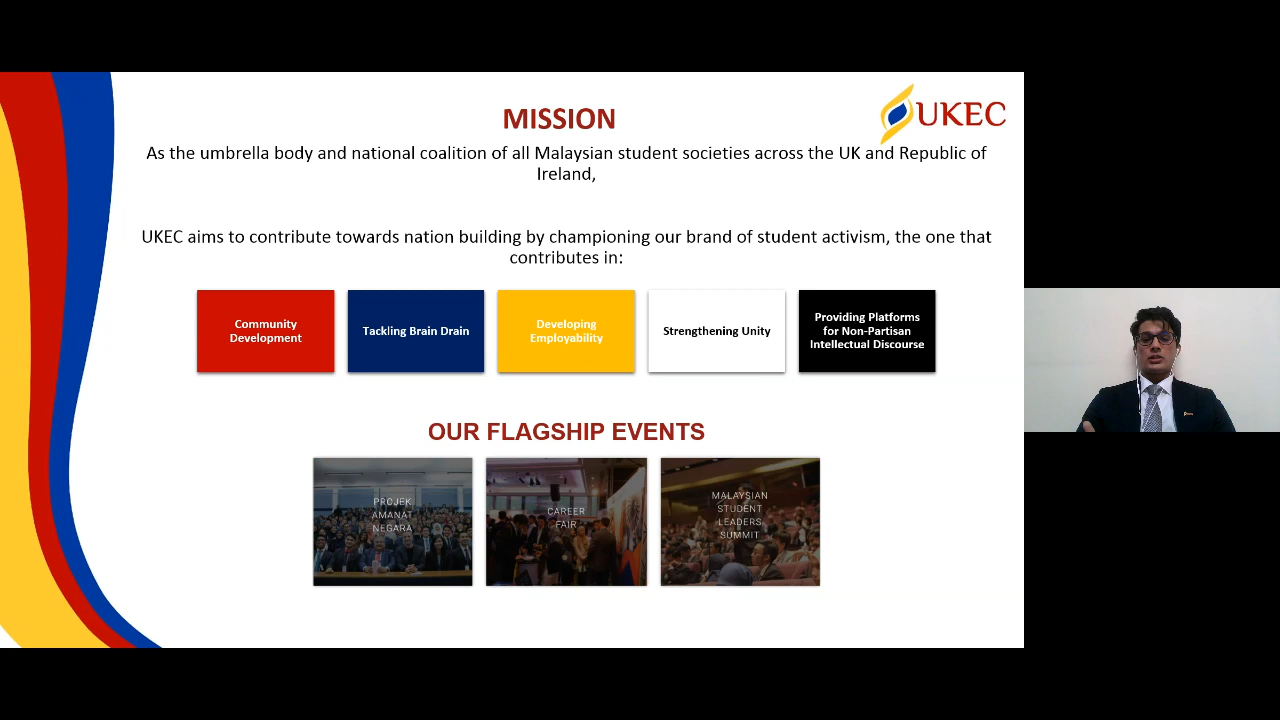 MISSION
UKEC
As the umbrella body and national coalition of all Malaysian student societies across the UK and Republic of
Ireland,
UKEC aims to contribute towards nation building by championing our brand of student activism, the one that
contributes in:
Community
Development
Tackling Brain Drain
Developing
Employability
Strengthening Unity
Providing Platforms
for Non-Partisan
Intellectual Discourse
OUR FLAGSHIP EVENTS
PROJEK
AMANAT
NEGARA
CAREER
FAIR
MALAYSIAN
STUDENT
LEADERS
SUMMIT